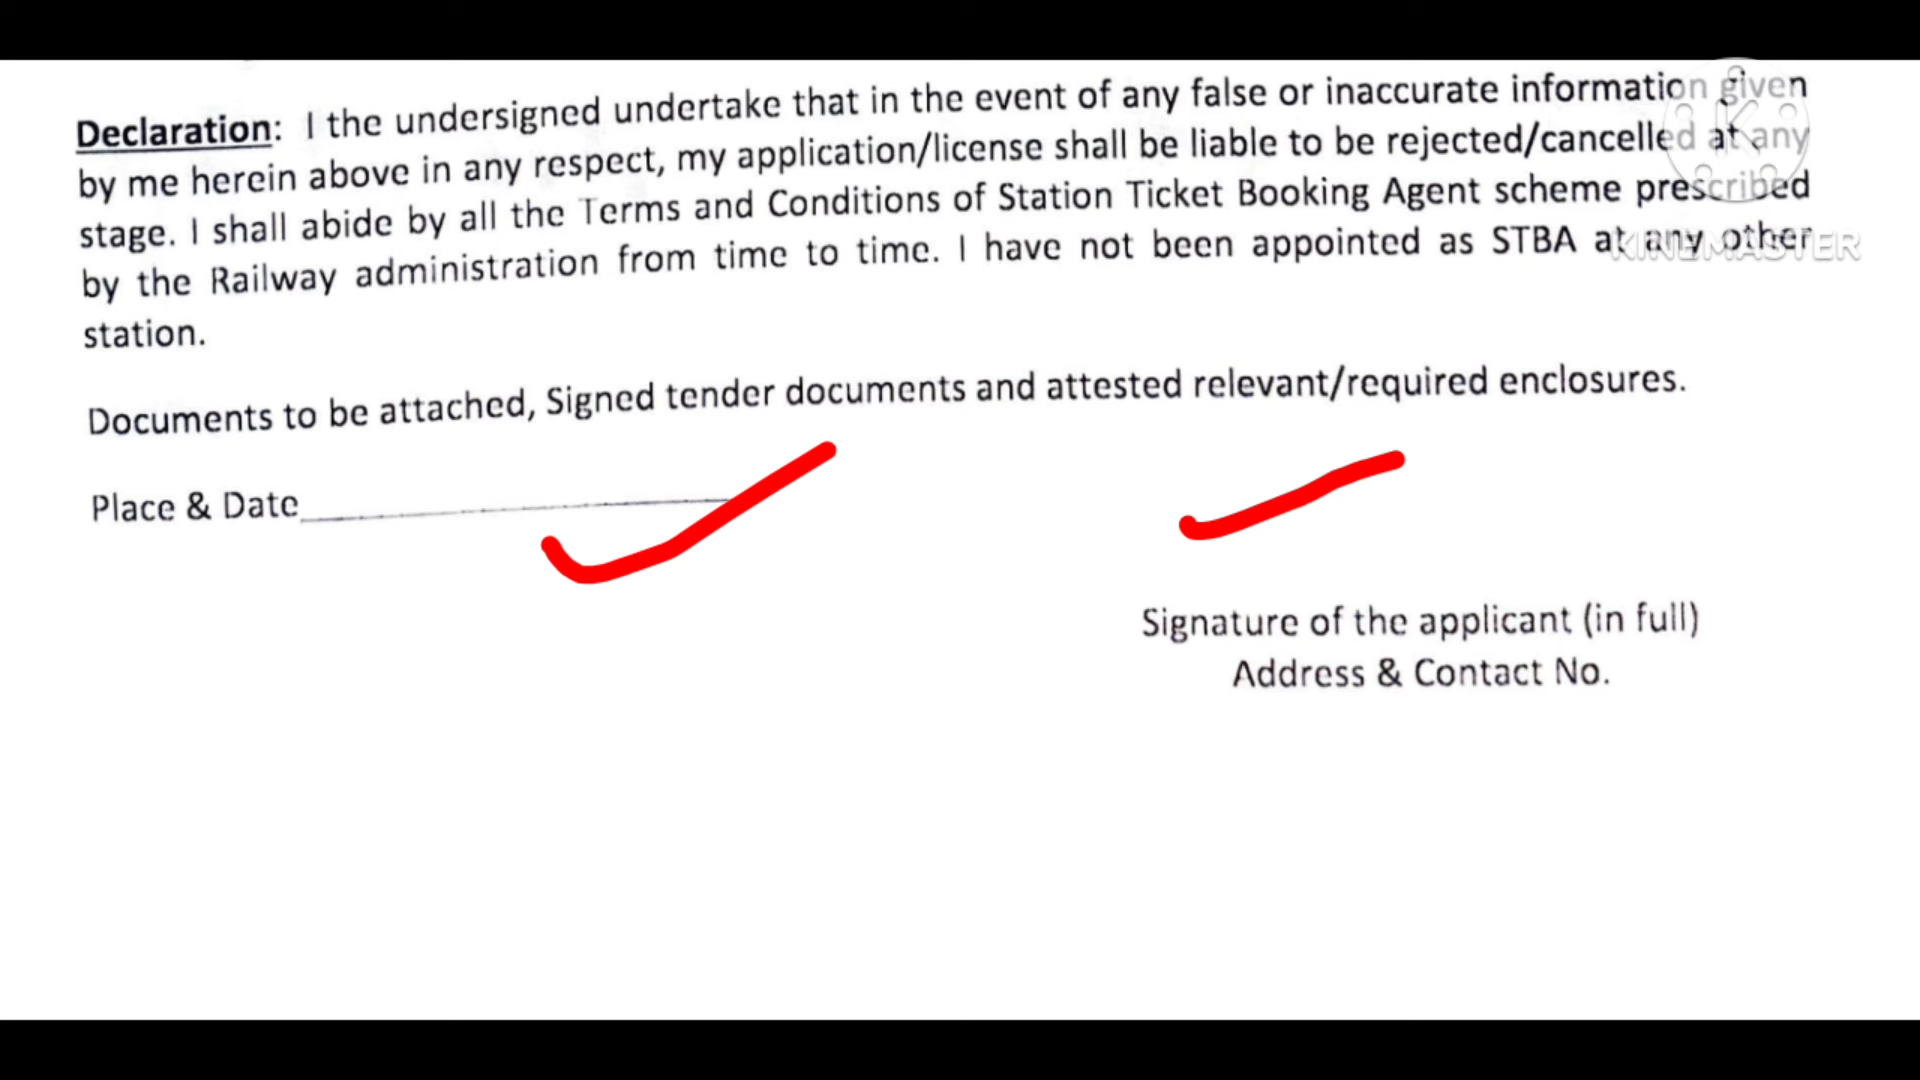 Declaration: I the undersigned undertake that in the event of any false or inaccurate information given
by me herein above in any respect, my application/license shall be liable to be rejected/cancelled at any
stage. I shall abide by all the Terms and Conditions of Station Ticket Booking Agent scheme prescribed
by the Railway administration from time to time. I have not been appointed as STBA at any other
station.
Documents to be attached, Signed tender documents and attested relevant/required enclosures.
Place & Date
Signature of the applicant (in full)
Address & Contact No.
K
KINEMASTER